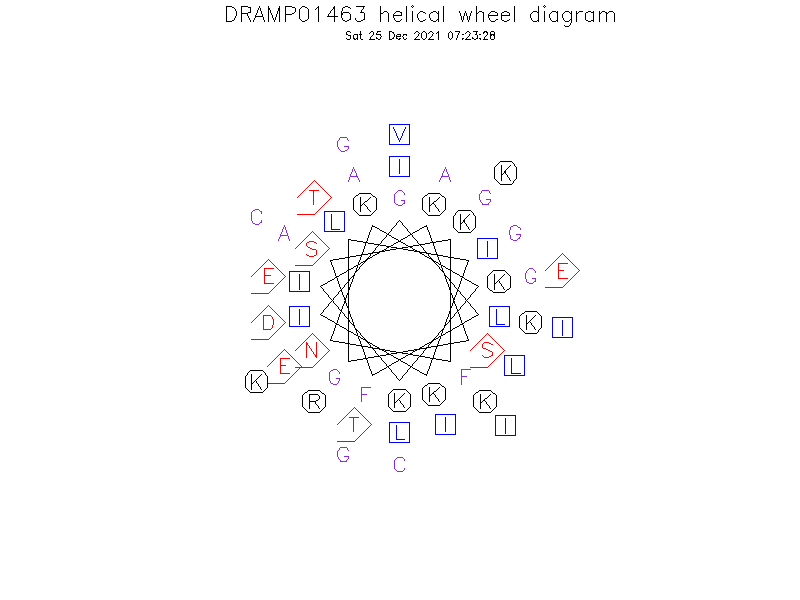 DRAMP01463 helical wheel diagram
Sat 25 Dec 2021 07:23:28
V
G
I
A A K
T K G K G
C L K
A S I G
E I K G E
D I L K I
N S
E G F L
K R F K K K
T L I I
G C